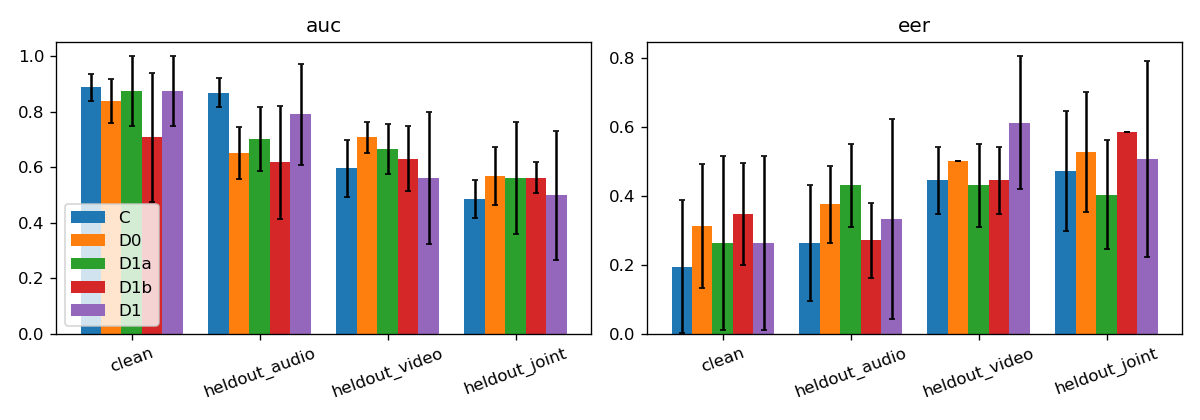 auc
1.0
0.8
0.6
0.4
0.2
0.0
C
D0
D1a
D1b
D1
clean
heldout_audio
heldout_video
heldout_joint
eer
0.8
0.6
0.4
0.2
0.0
clean
heldout_audio
heldout_video
heldout_joint